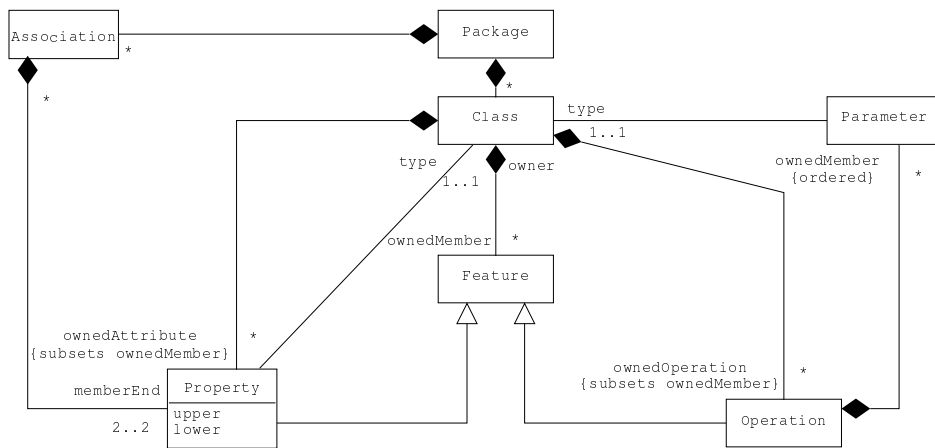 Association
Package
*
*
*
Class
type
1..1
Parameter
type
1..1
owner
ownedMember
{ordered}
*
ownedMember
*
Feature
ownedAttribute
{subsets ownedMember}
*
ownedOperation
{subsets ownedMember}
*
memberEnd
2..2
Property
upper
lower
Operation